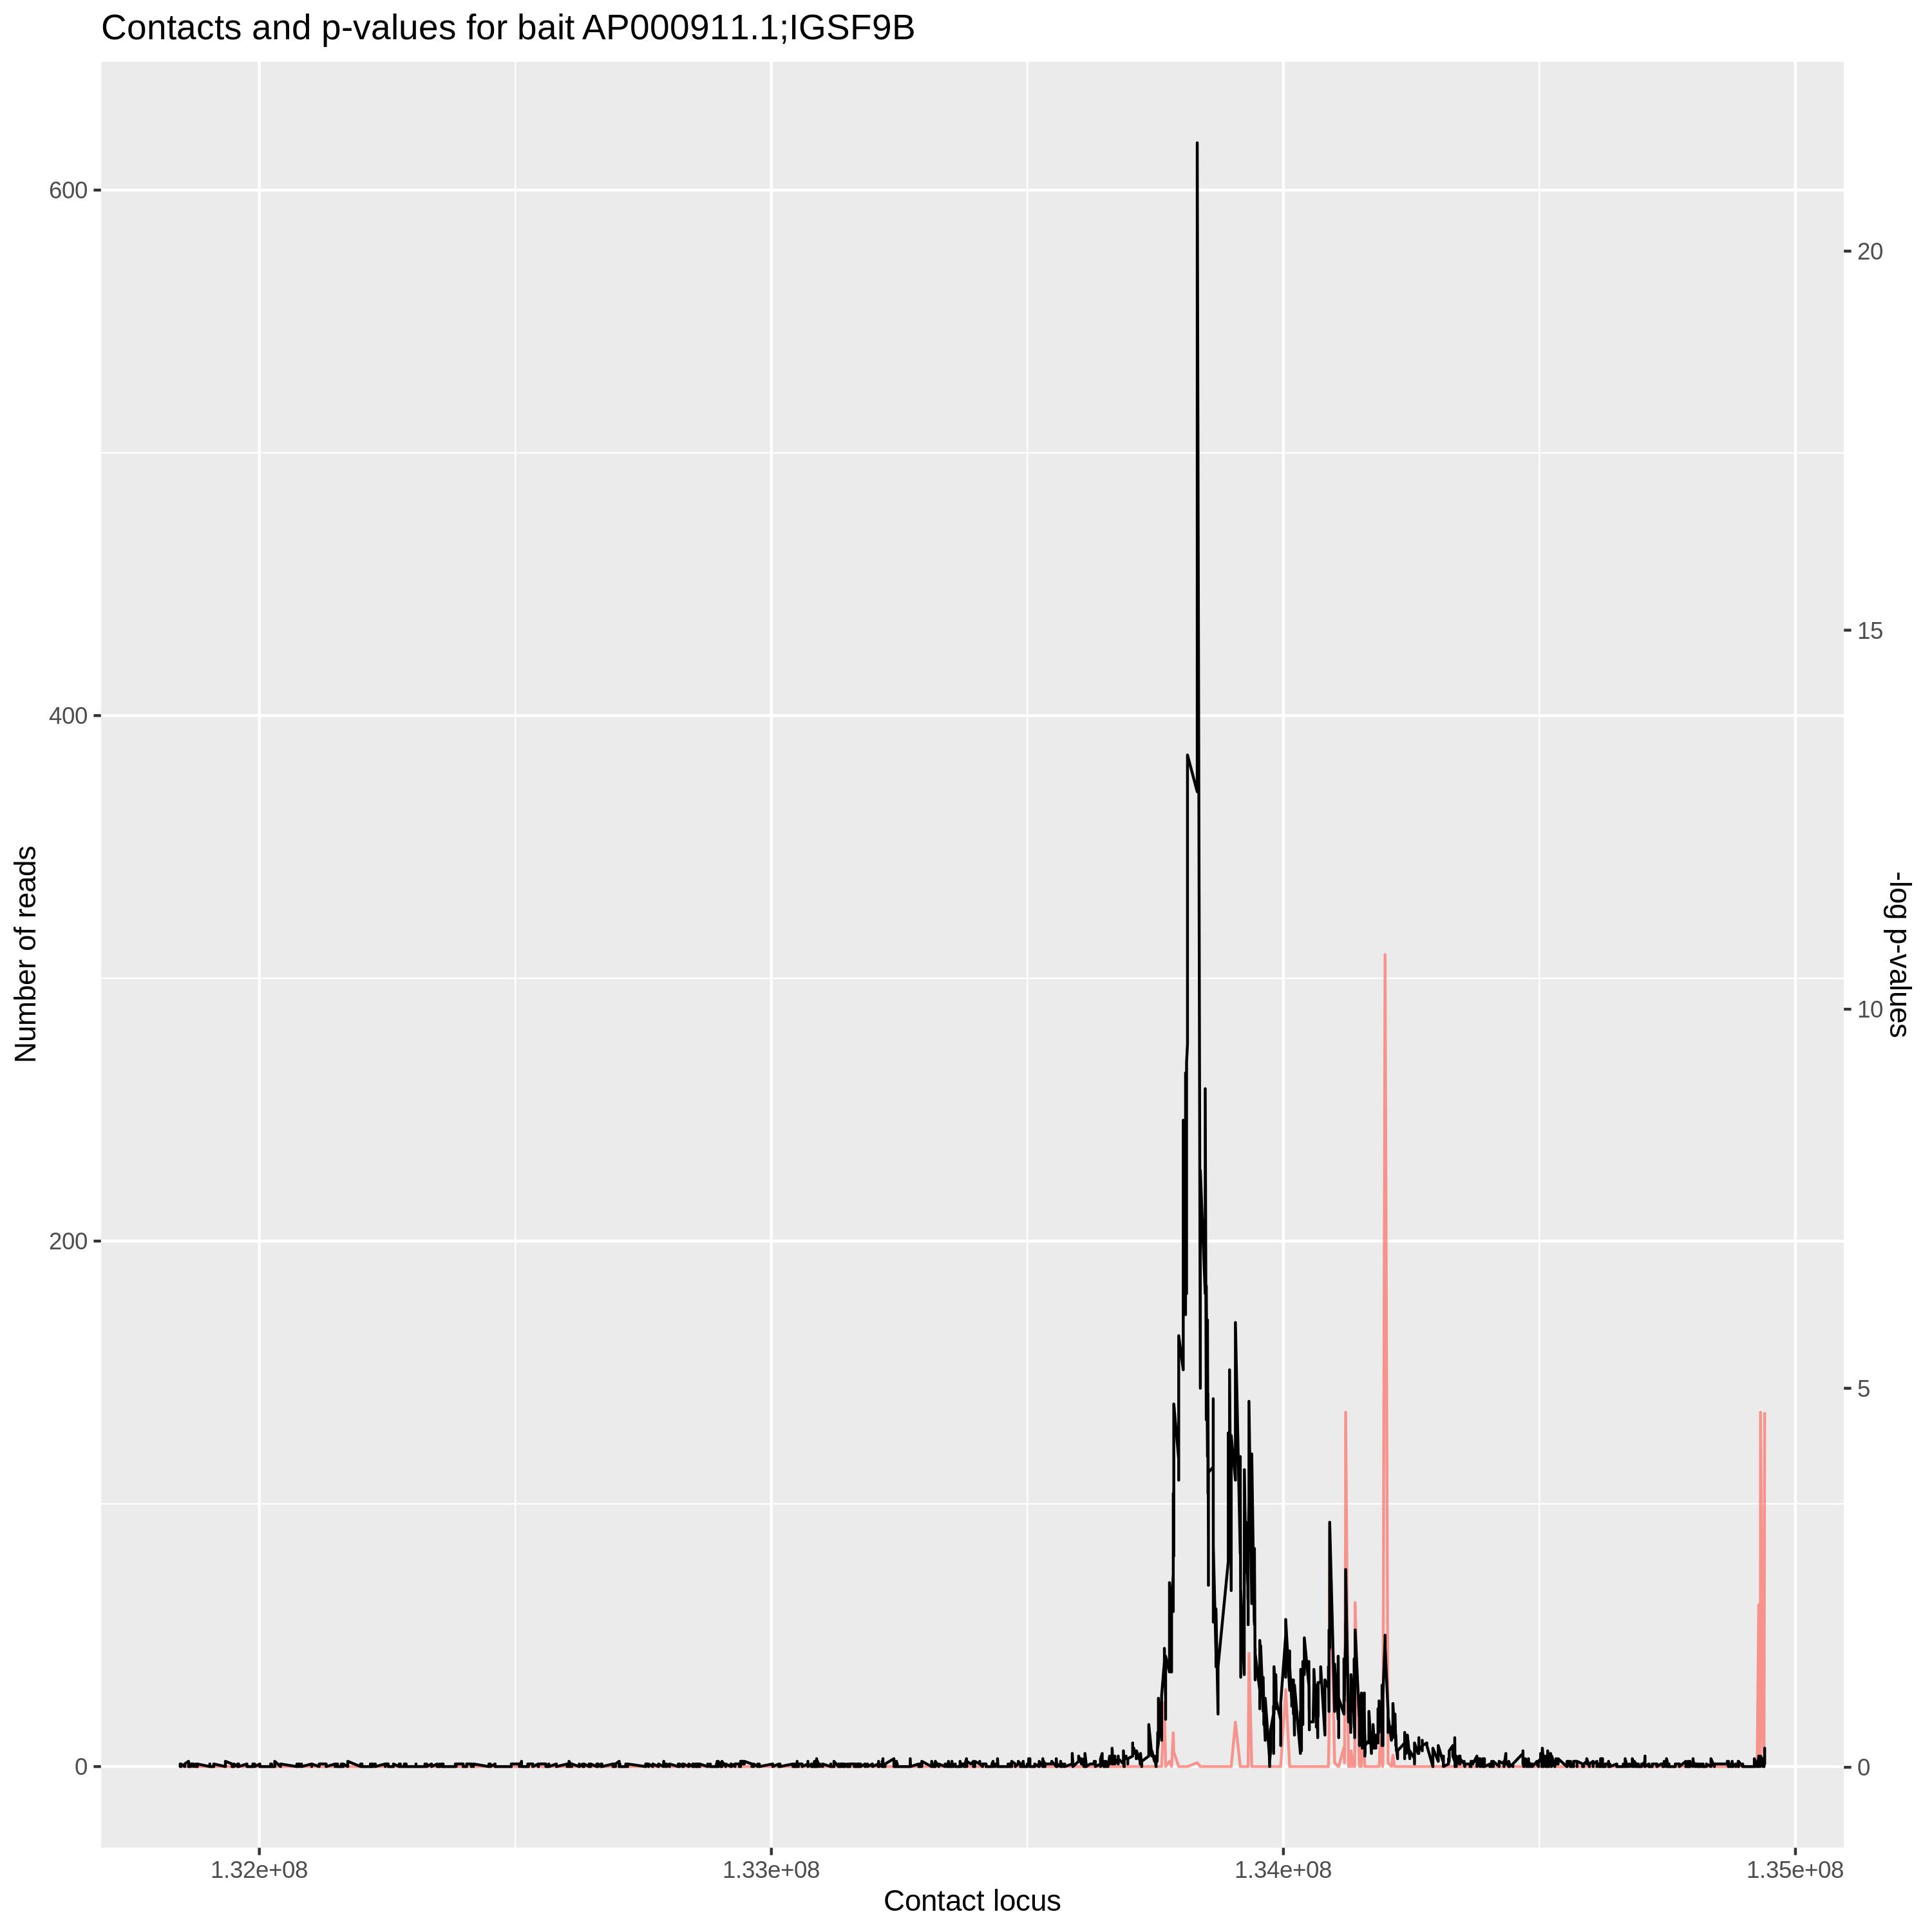 Contacts and p-values for bait AP000911.1;IGSF9B
600
400
200
0
Number of reads
20
15
10
5
0
-log p-values
1.32e+08
1.33e+08
1.34e+08
1.35e+08
Contact locus